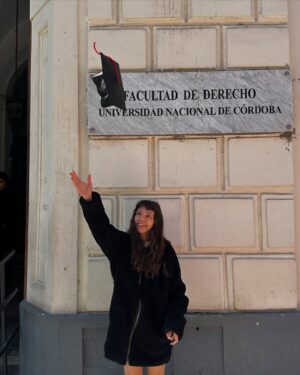 FACULTAD DE DERECHO
UNIVERSIDAD NACIONAL DE CÓRDOBA